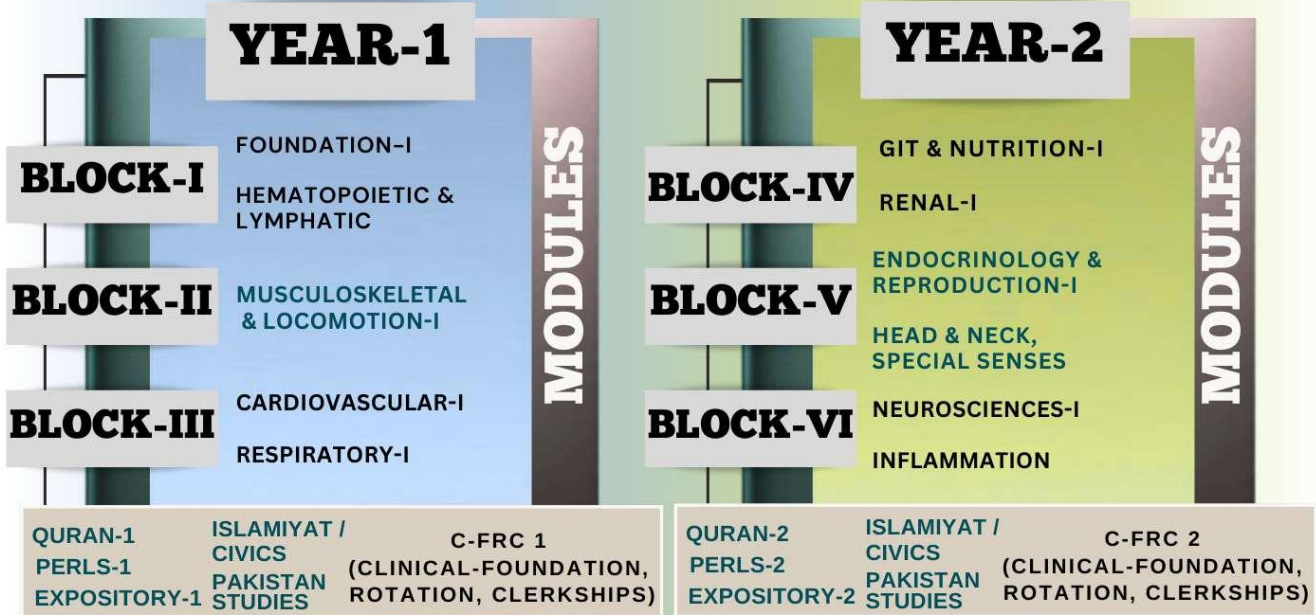 YEAR-1
BLOCK-I
FOUNDATION-I
HEMATOPOIETIC &
LYMPHATIC
BLOCK-II
MUSCULOSKELETAL
& LOCOMOTION-I
BLOCK-III
CARDIOVASCULAR-I
RESPIRATORY-I
MODULES
QURAN-1
PERLS-1
EXPOSITORY-1
ISLAMIYAT /
CIVICS
PAKISTAN
STUDIES
C-FRC 1
(CLINICAL-FOUNDATION,
ROTATION, CLERKSHIPS)
YEAR-2
BLOCK-IV
GIT & NUTRITION-I
RENAL-I
BLOCK-V
ENDOCRINOLOGY &
REPRODUCTION-I
HEAD & NECK,
SPECIAL SENSES
BLOCK-VI
NEUROSCIENCES-I
INFLAMMATION
MODULES
QURAN-2
PERLS-2
EXPOSITORY-2
ISLAMIYAT /
CIVICS
PAKISTAN
STUDIES
C-FRC 2
(CLINICAL-FOUNDATION,
ROTATION, CLERKSHIPS)